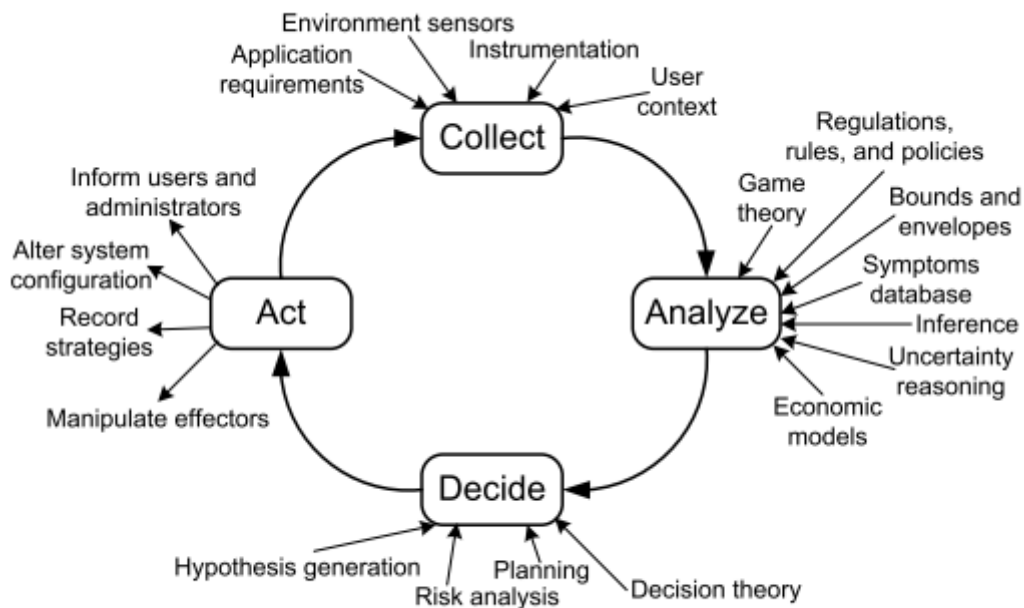 Environment sensors
Application
requirements
Instrumentation
User
context
Collect
Regulations,
rules, and policies
Game
theory
Bounds and
envelopes
Symptoms
database
Inference
Uncertainty
reasoning
Economic
models
Analyze
Inform users and
administrators
Alter system
configuration
Record
strategies
Manipulate effectors
Act
Decide
Hypothesis generation
Risk analysis
Planning
Decision theory